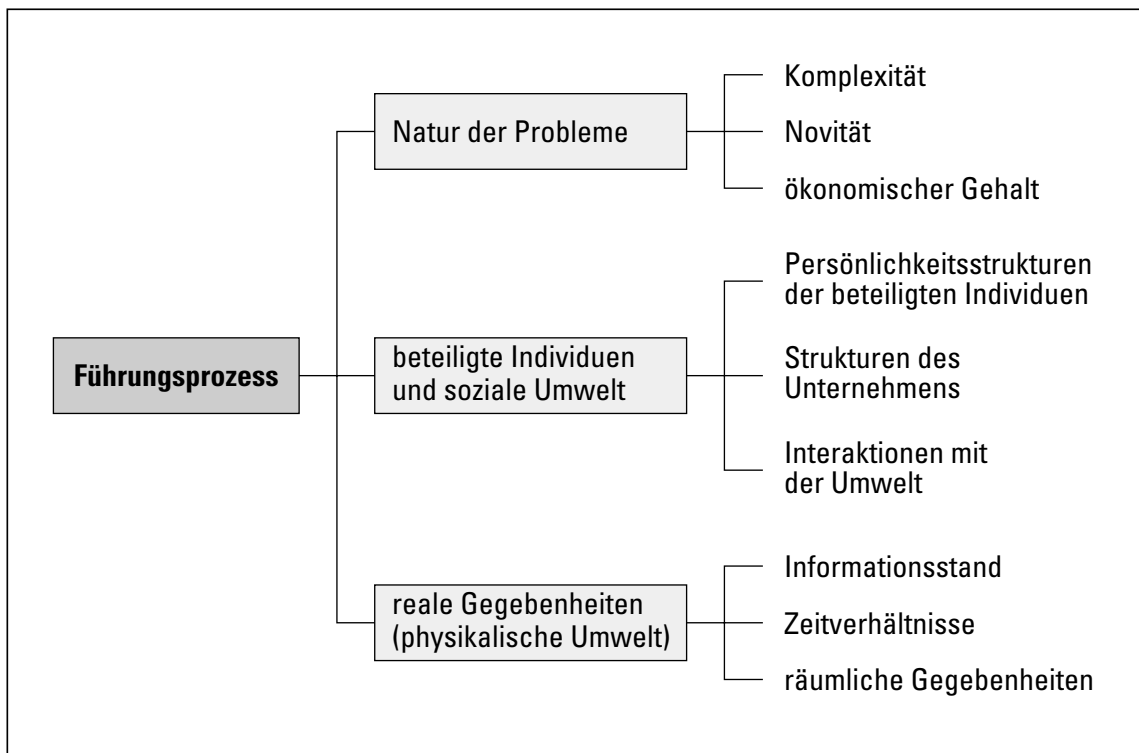 Führungsprozess
Natur der Probleme
Komplexität
Novität
ökonomischer Gehalt
beteiligte Individuen
und soziale Umwelt
Persönlichkeitsstrukturen
der beteiligten Individuen
Strukturen des
Unternehmens
Interaktionen mit
der Umwelt
reale Gegebenheiten
(physikalische Umwelt)
Informationsstand
Zeitverhältnisse
räumliche Gegebenheiten